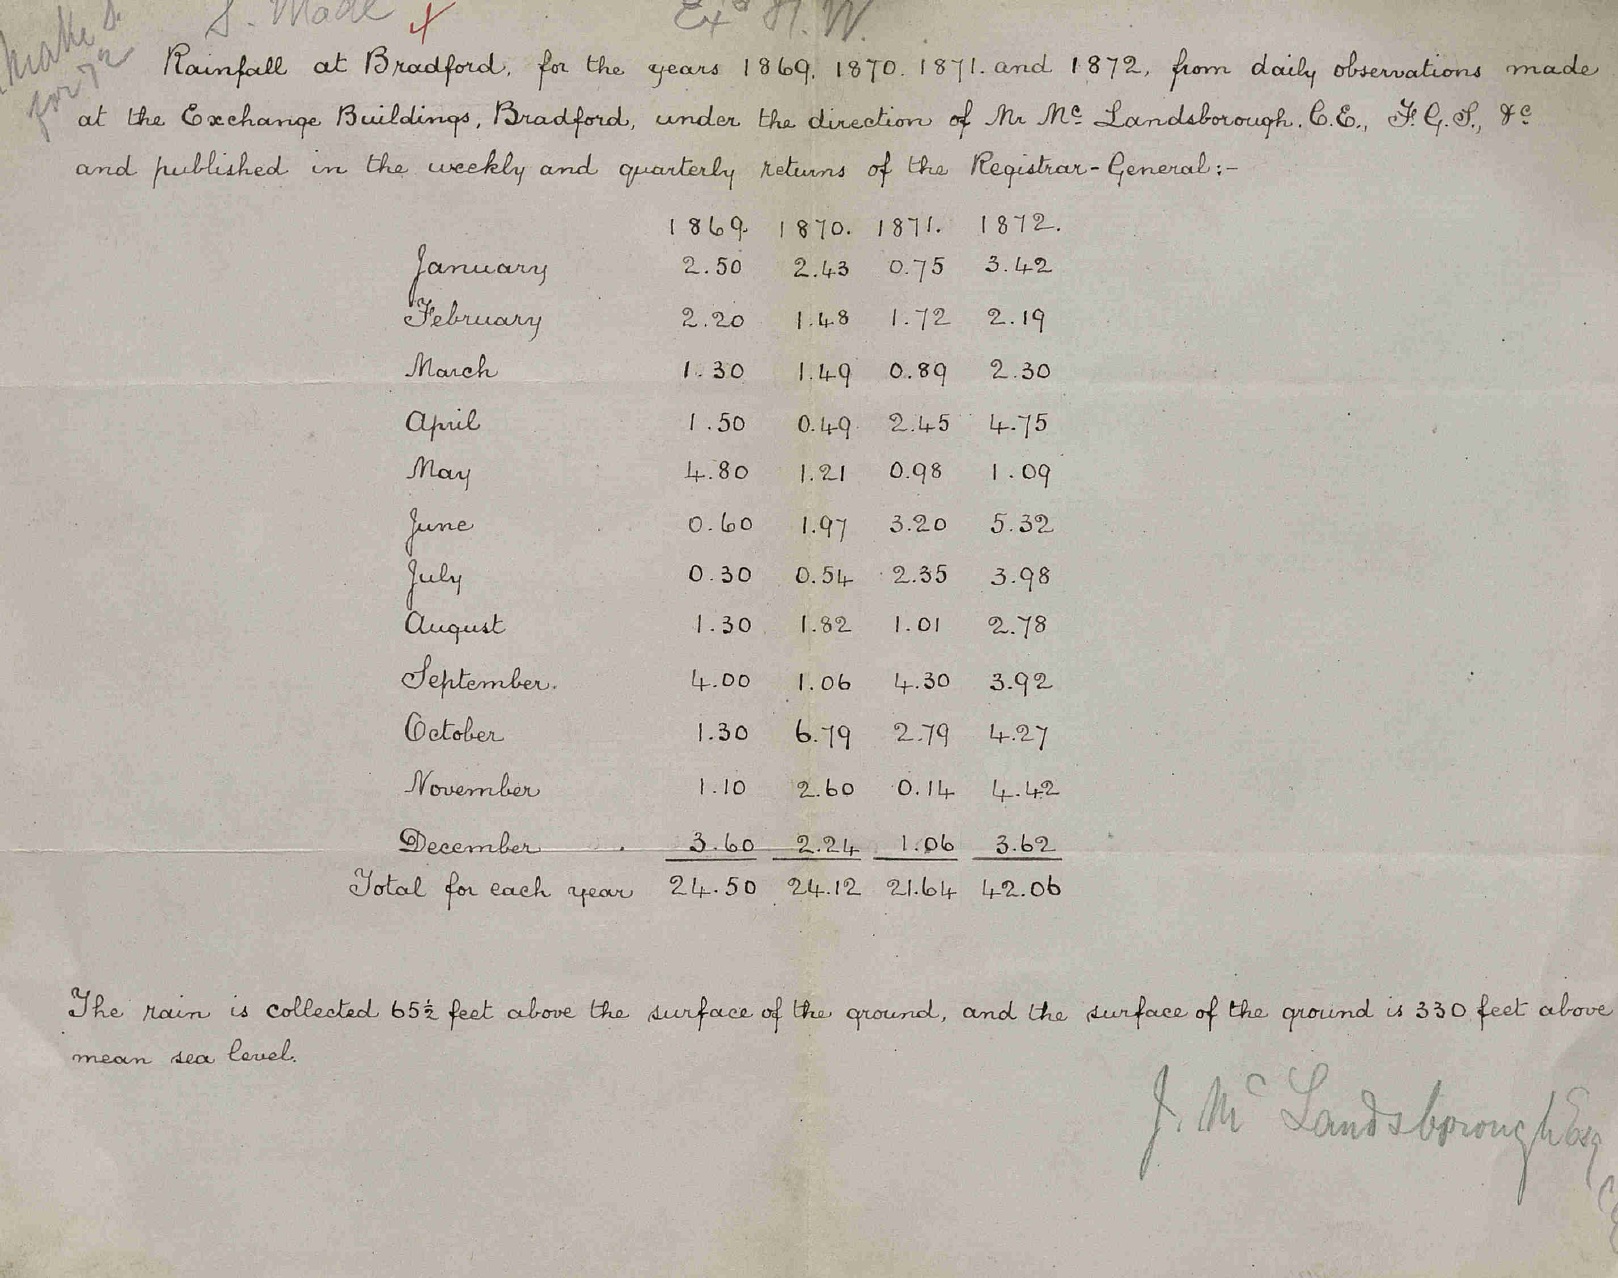 Make S.
for 72
S. Made x
Exd H.W.
Rainfall at Bradford, for the years 1869, 1870. 1871. and 1872, from daily observations made
at the Exchange Buildings, Bradford, under the direction of Mr Mc Landsborough, C.E., F.G.S., &c
and published in the weekly and quarterly returns of the Registrar-General:-
1869. 1870. 1871. 1872.
January 2.50 2.43 0.75 3.42
February 2.20 1.48 1.72 2.19
March 1.30 1.49 0.89 2.30
April 1.50 0.49 2.45 4.75
May 4.80 1.21 0.98 1.09
June 0.60 1.97 3.20 5.32
July 0.30 0.54 2.35 3.98
August 1.30 1.82 1.01 2.78
September. 4.00 1.06 4.30 3.92
October 1.30 6.79 2.79 4.27
November 1.10 2.60 0.14 4.42
December 3.60 2.24 1.06 3.62
Total for each year 24.50 24.12 21.64 42.06
The rain is collected 65½ feet above the surface of the ground, and the surface of the ground is 330 feet above
mean sea level.
J. Mc Landsborough Esq